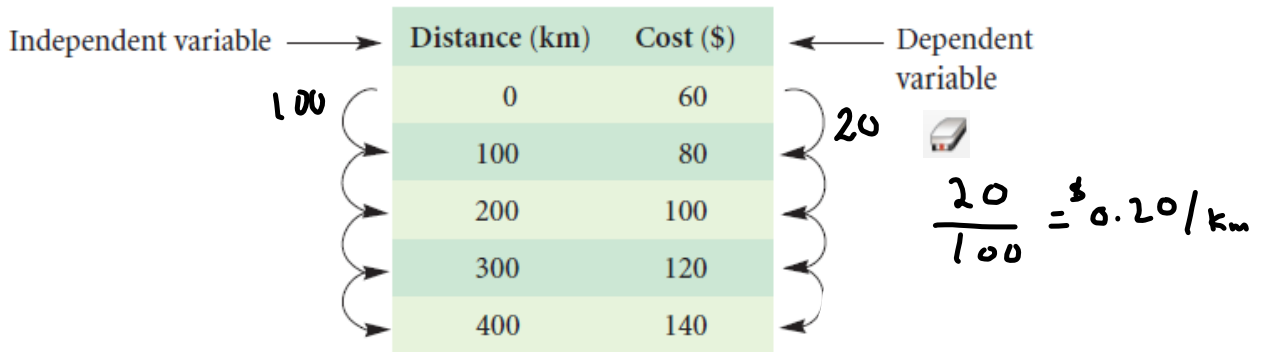 Independent variable
Distance (km) Cost ($)
Dependent
variable
0 60
100
20
100 80
200 100
300 120
400 140
20
100
= $0.20/km